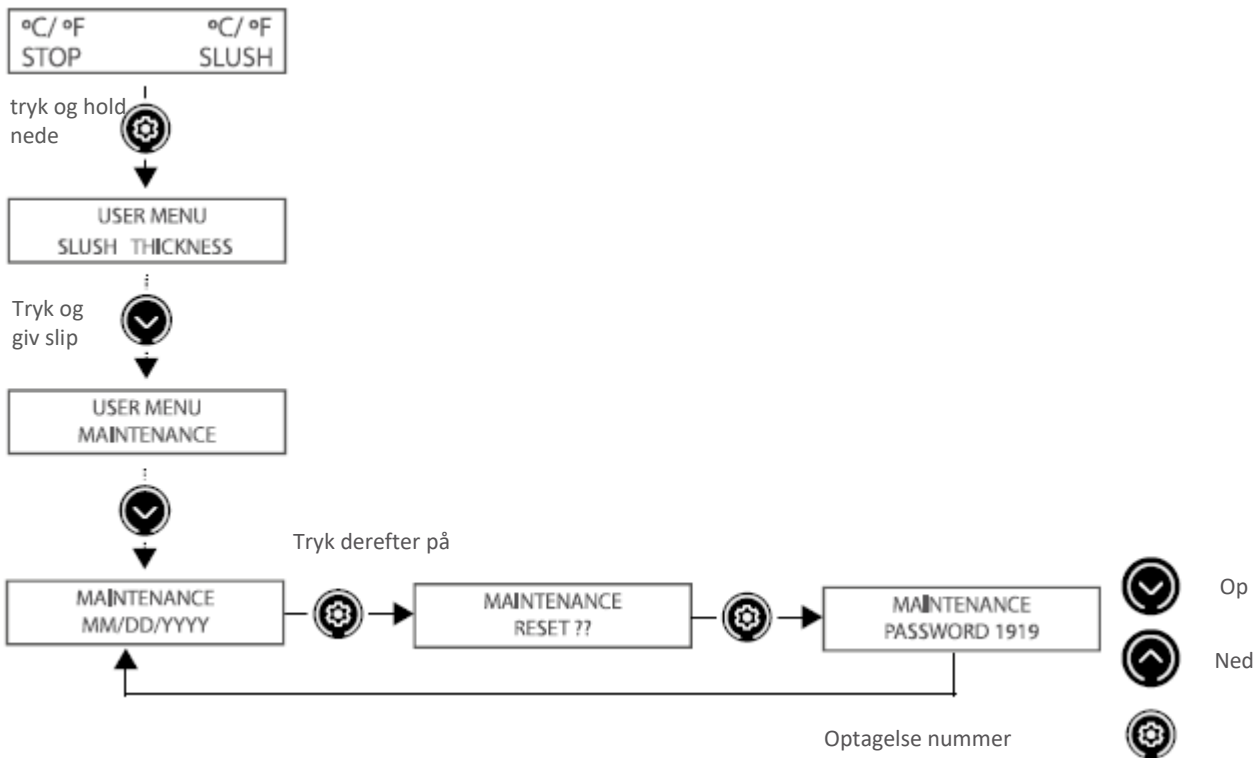 °C/ °F °C/ °F
STOP SLUSH
tryk og hold
nede
USER MENU
SLUSH THICKNESS
Tryk og
giv slip
USER MENU
MAINTENANCE
Tryk derefter på
MAINTENANCE
MM/DD/YYYY
MAINTENANCE
RESET ??
MAINTENANCE
PASSWORD 1919
Op
Ned
Optagelse nummer